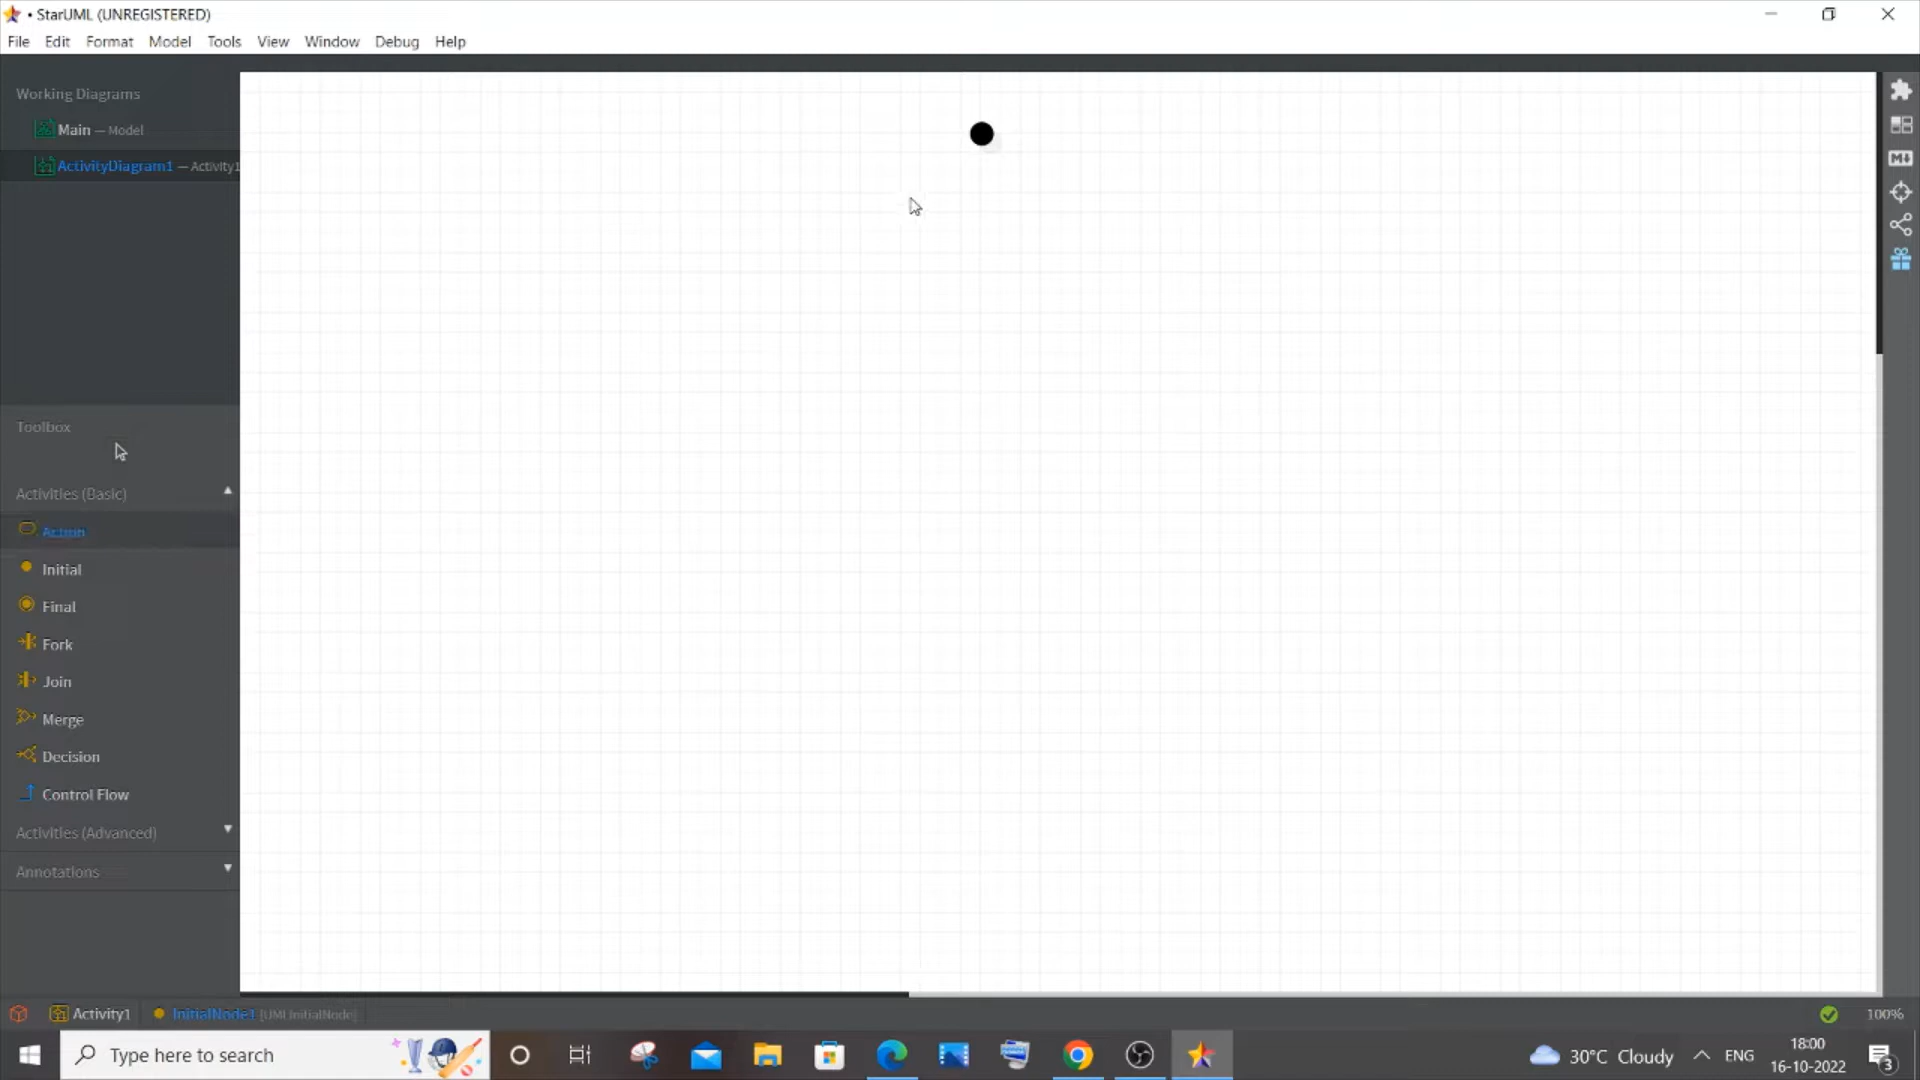 • StarUML (UNREGISTERED)
File Edit Format Model Tools View Window Debug Help
Working Diagrams
Main — Model
ActivityDiagram1 — Activity1
Toolbox
Activities (Basic)
Action
Initial
Final
Fork
Join
Merge
Decision
Control Flow
Activities (Advanced)
Annotations
M
Activity1 InitialNode1 [UMLInitialNode] 100%
Type here to search
30°C Cloudy ENG
18:00
16-10-2022
3